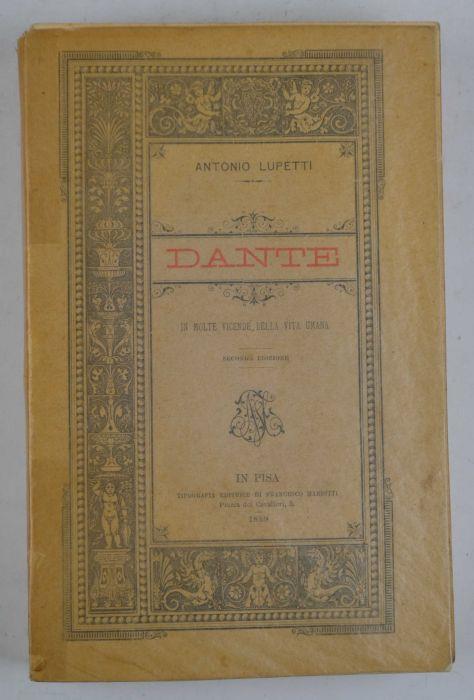 ANTONIO LUPETTI
DANTE
IN MOLTE VICENDE DELLA VITA UMANA
SECONDA EDIZIONE
IN PISA
TIPOGRAFIA EDITRICE DI FRANCESCO MARIOTTI
Piazza dei Cavalieri, 5.